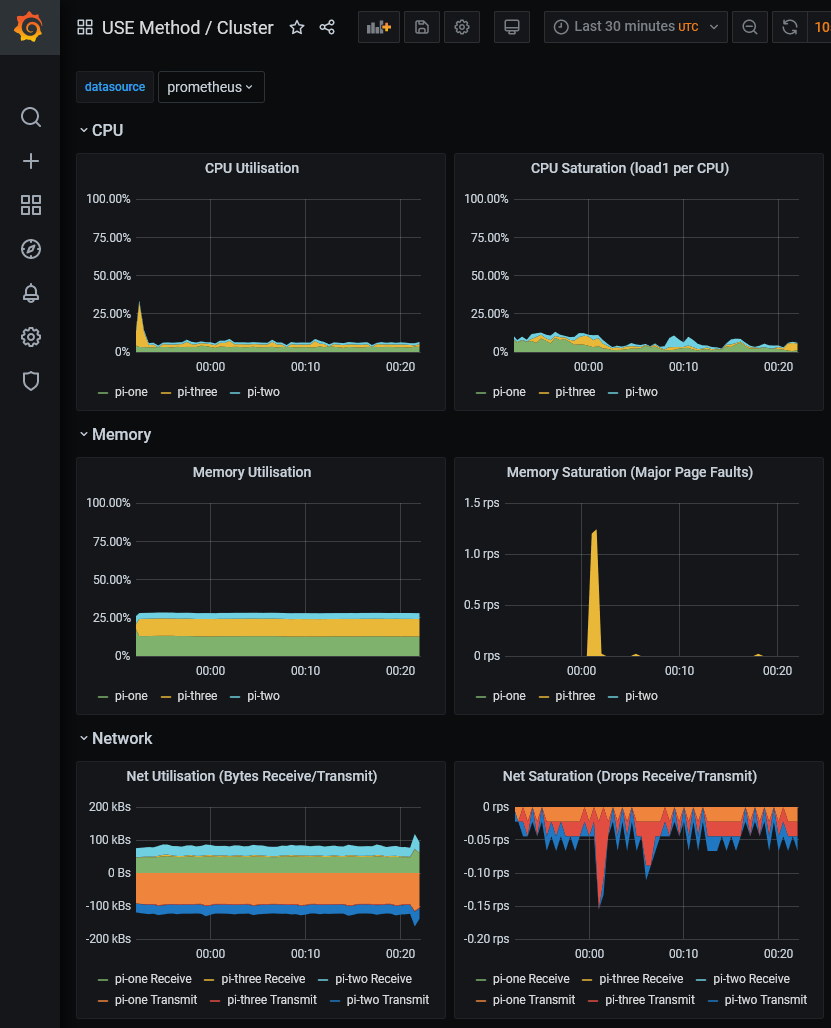 USE Method / Cluster
Last 30 minutes UTC
10
datasource
prometheus
CPU
CPU Utilisation
100.00%
75.00%
50.00%
25.00%
0%
00:00 00:10 00:20
pi-one pi-three pi-two
CPU Saturation (load1 per CPU)
100.00%
75.00%
50.00%
25.00%
0%
00:00 00:10 00:20
pi-one pi-three pi-two
Memory
Memory Utilisation
100.00%
75.00%
50.00%
25.00%
0%
00:00 00:10 00:20
pi-one pi-three pi-two
Memory Saturation (Major Page Faults)
1.5 rps
1.0 rps
0.5 rps
0 rps
00:00 00:10 00:20
pi-one pi-three pi-two
Network
Net Utilisation (Bytes Receive/Transmit)
200 kBs
100 kBs
0 Bs
-100 kBs
-200 kBs
00:00 00:10 00:20
pi-one Receive pi-three Receive pi-two Receive
pi-one Transmit pi-three Transmit pi-two Transmit
Net Saturation (Drops Receive/Transmit)
0 rps
-0.05 rps
-0.10 rps
-0.15 rps
-0.20 rps
00:00 00:10 00:20
pi-one Receive pi-three Receive pi-two Receive
pi-one Transmit pi-three Transmit pi-two Transmit